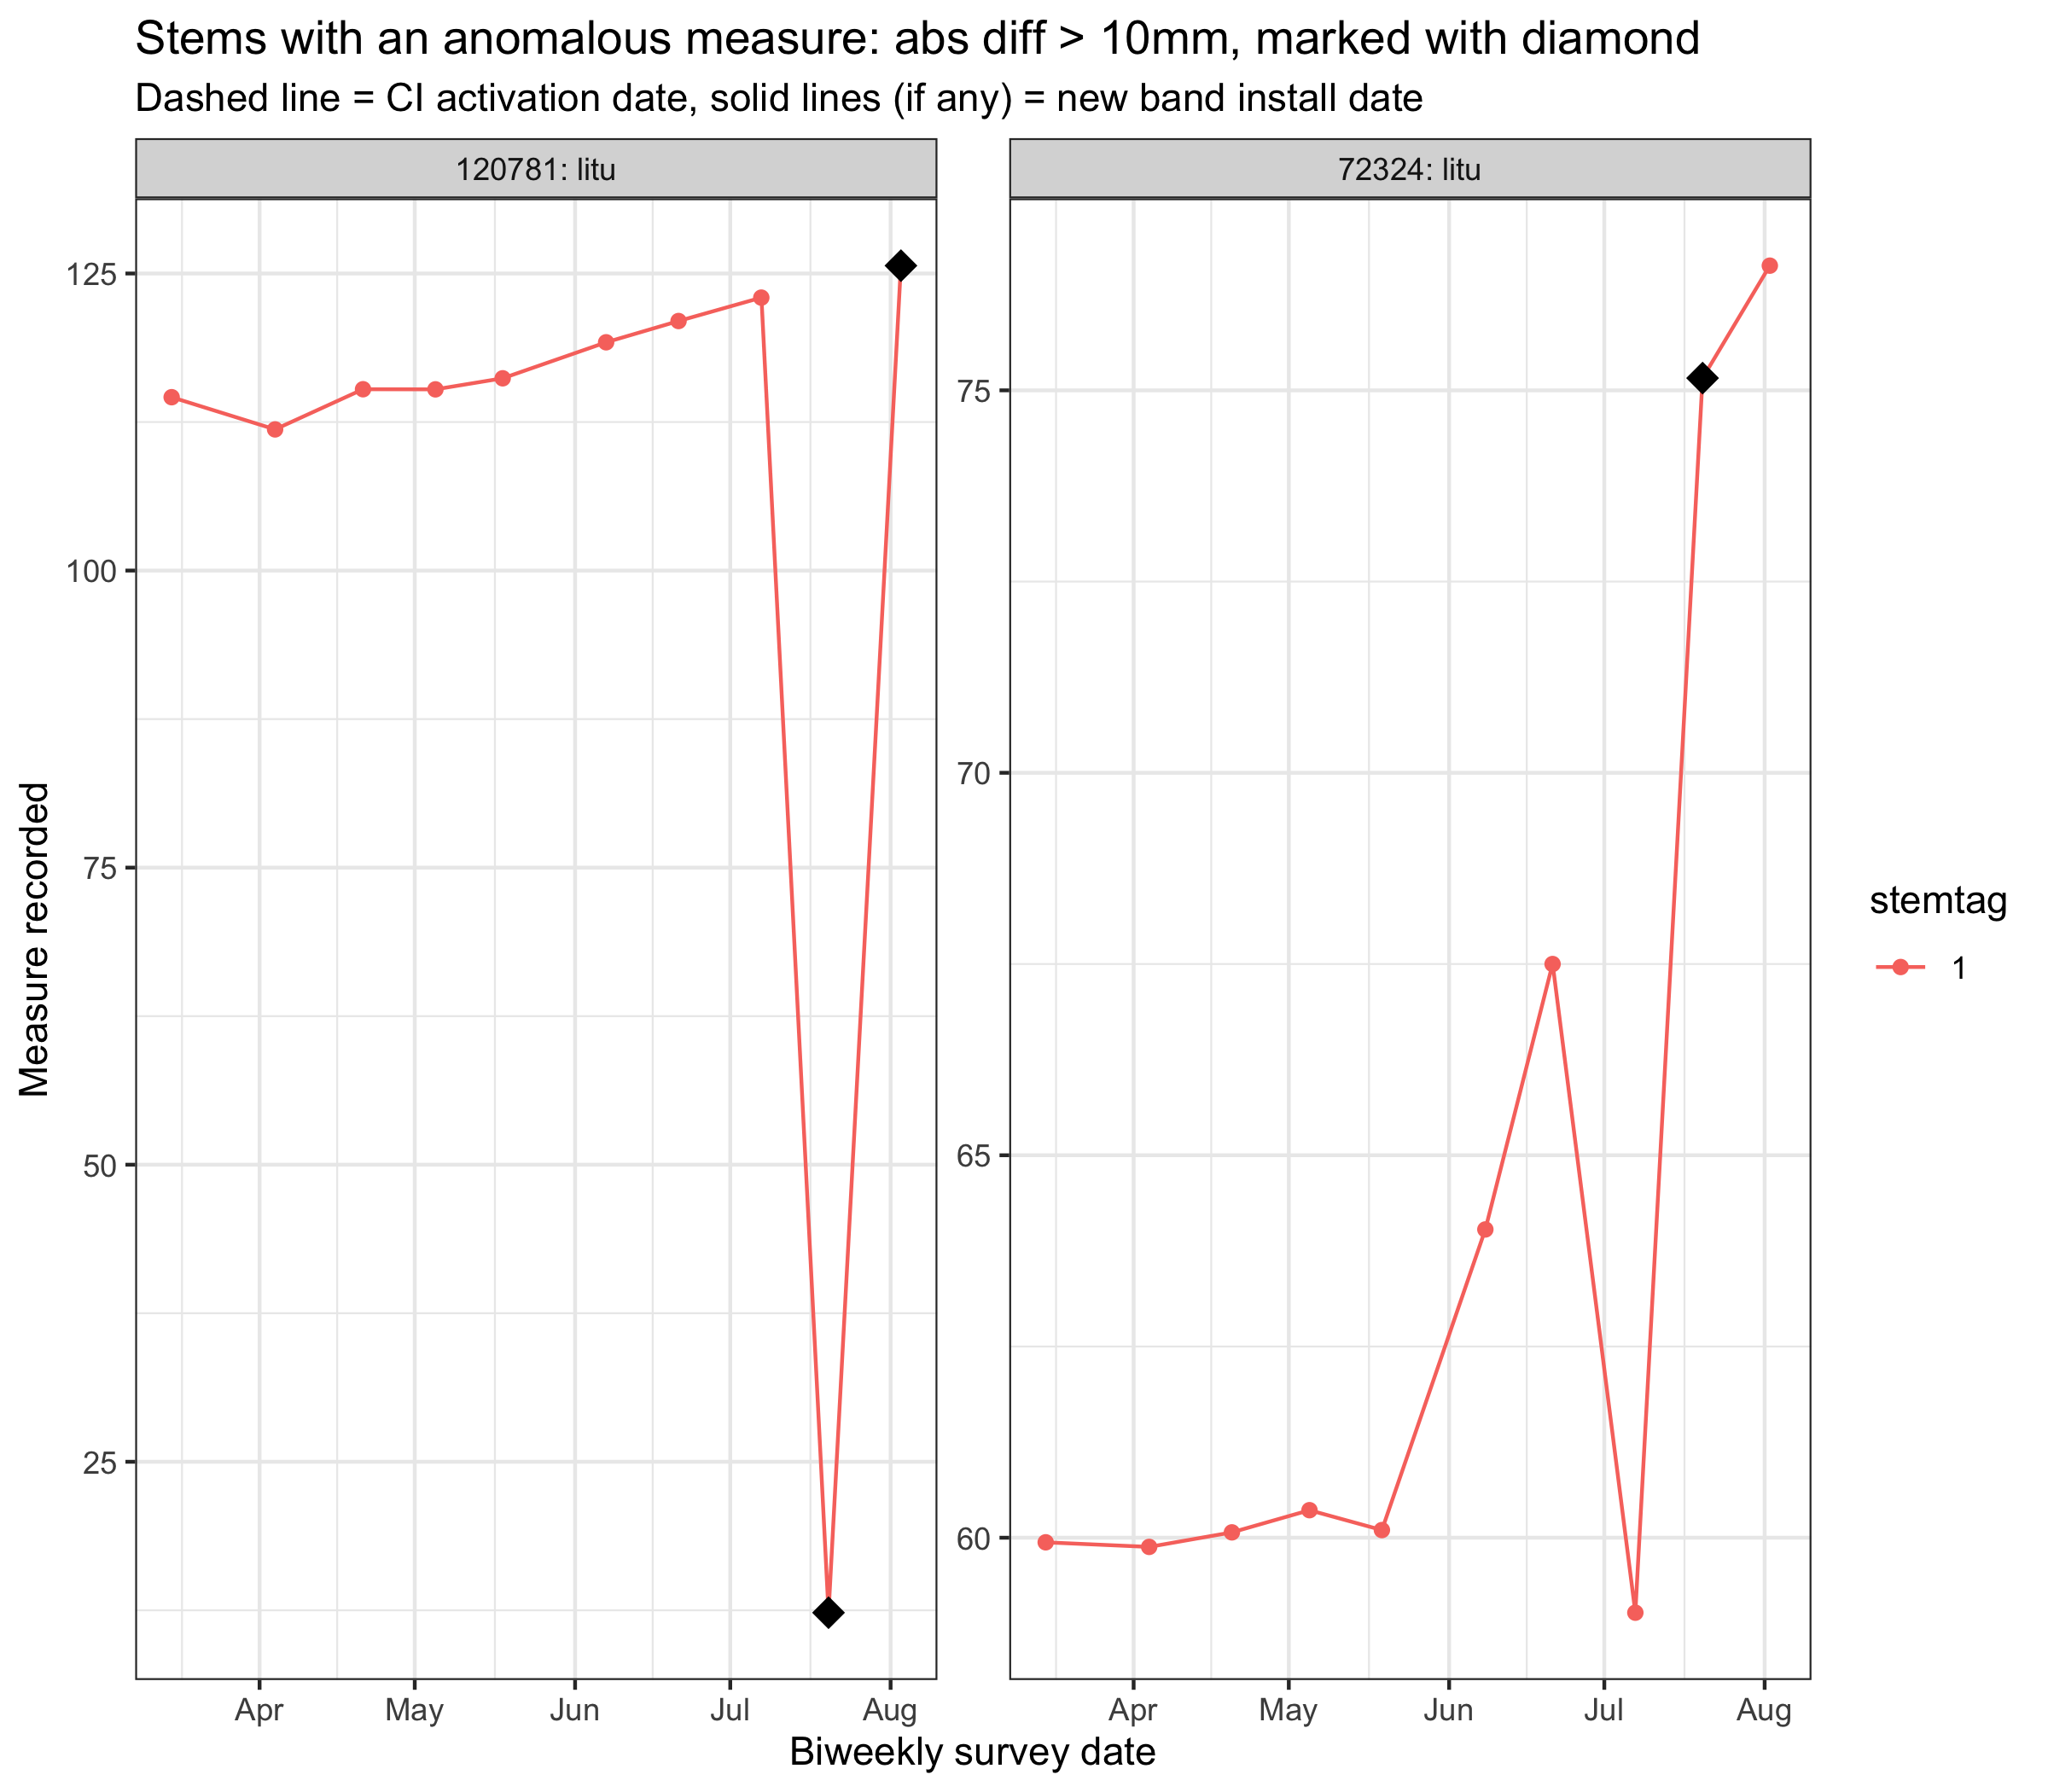 Stems with an anomalous measure: abs diff > 10mm, marked with diamond
Dashed line = CI activation date, solid lines (if any) = new band install date
120781: litu
72324: litu
125
100
75
50
25
75
70
65
60
Measure recorded
Apr May Jun Jul Aug
Apr May Jun Jul Aug
Biweekly survey date
stemtag
1